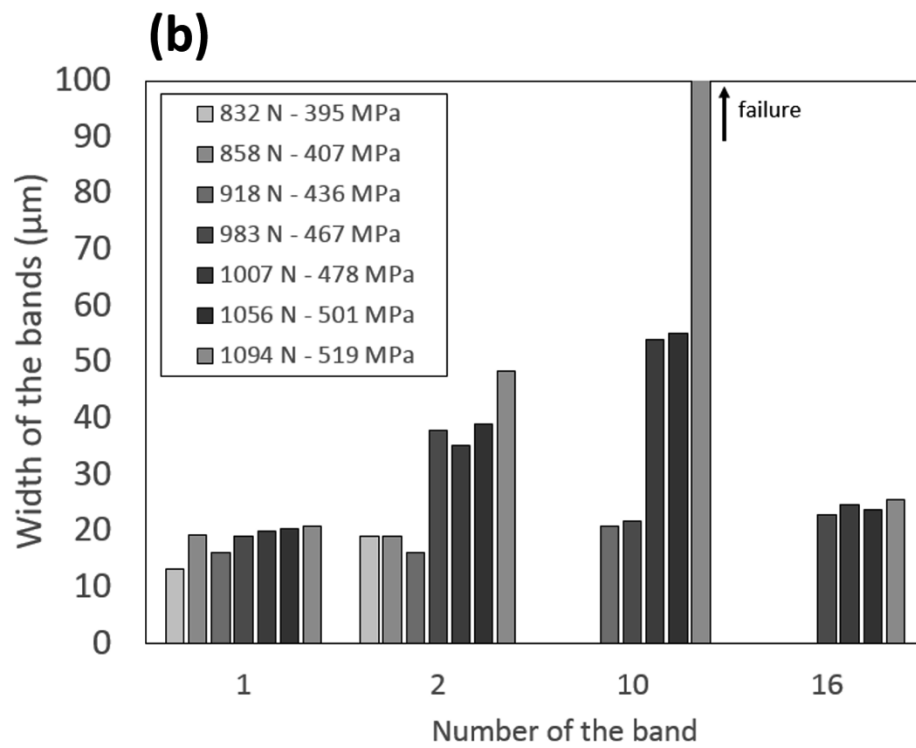 (b)
Width of the bands (μm)
100
90
80
70
60
50
40
30
20
10
0
832 N - 395 MPa
858 N - 407 MPa
918 N - 436 MPa
983 N - 467 MPa
1007 N - 478 MPa
1056 N - 501 MPa
1094 N - 519 MPa
failure
1
2
10
16
Number of the band